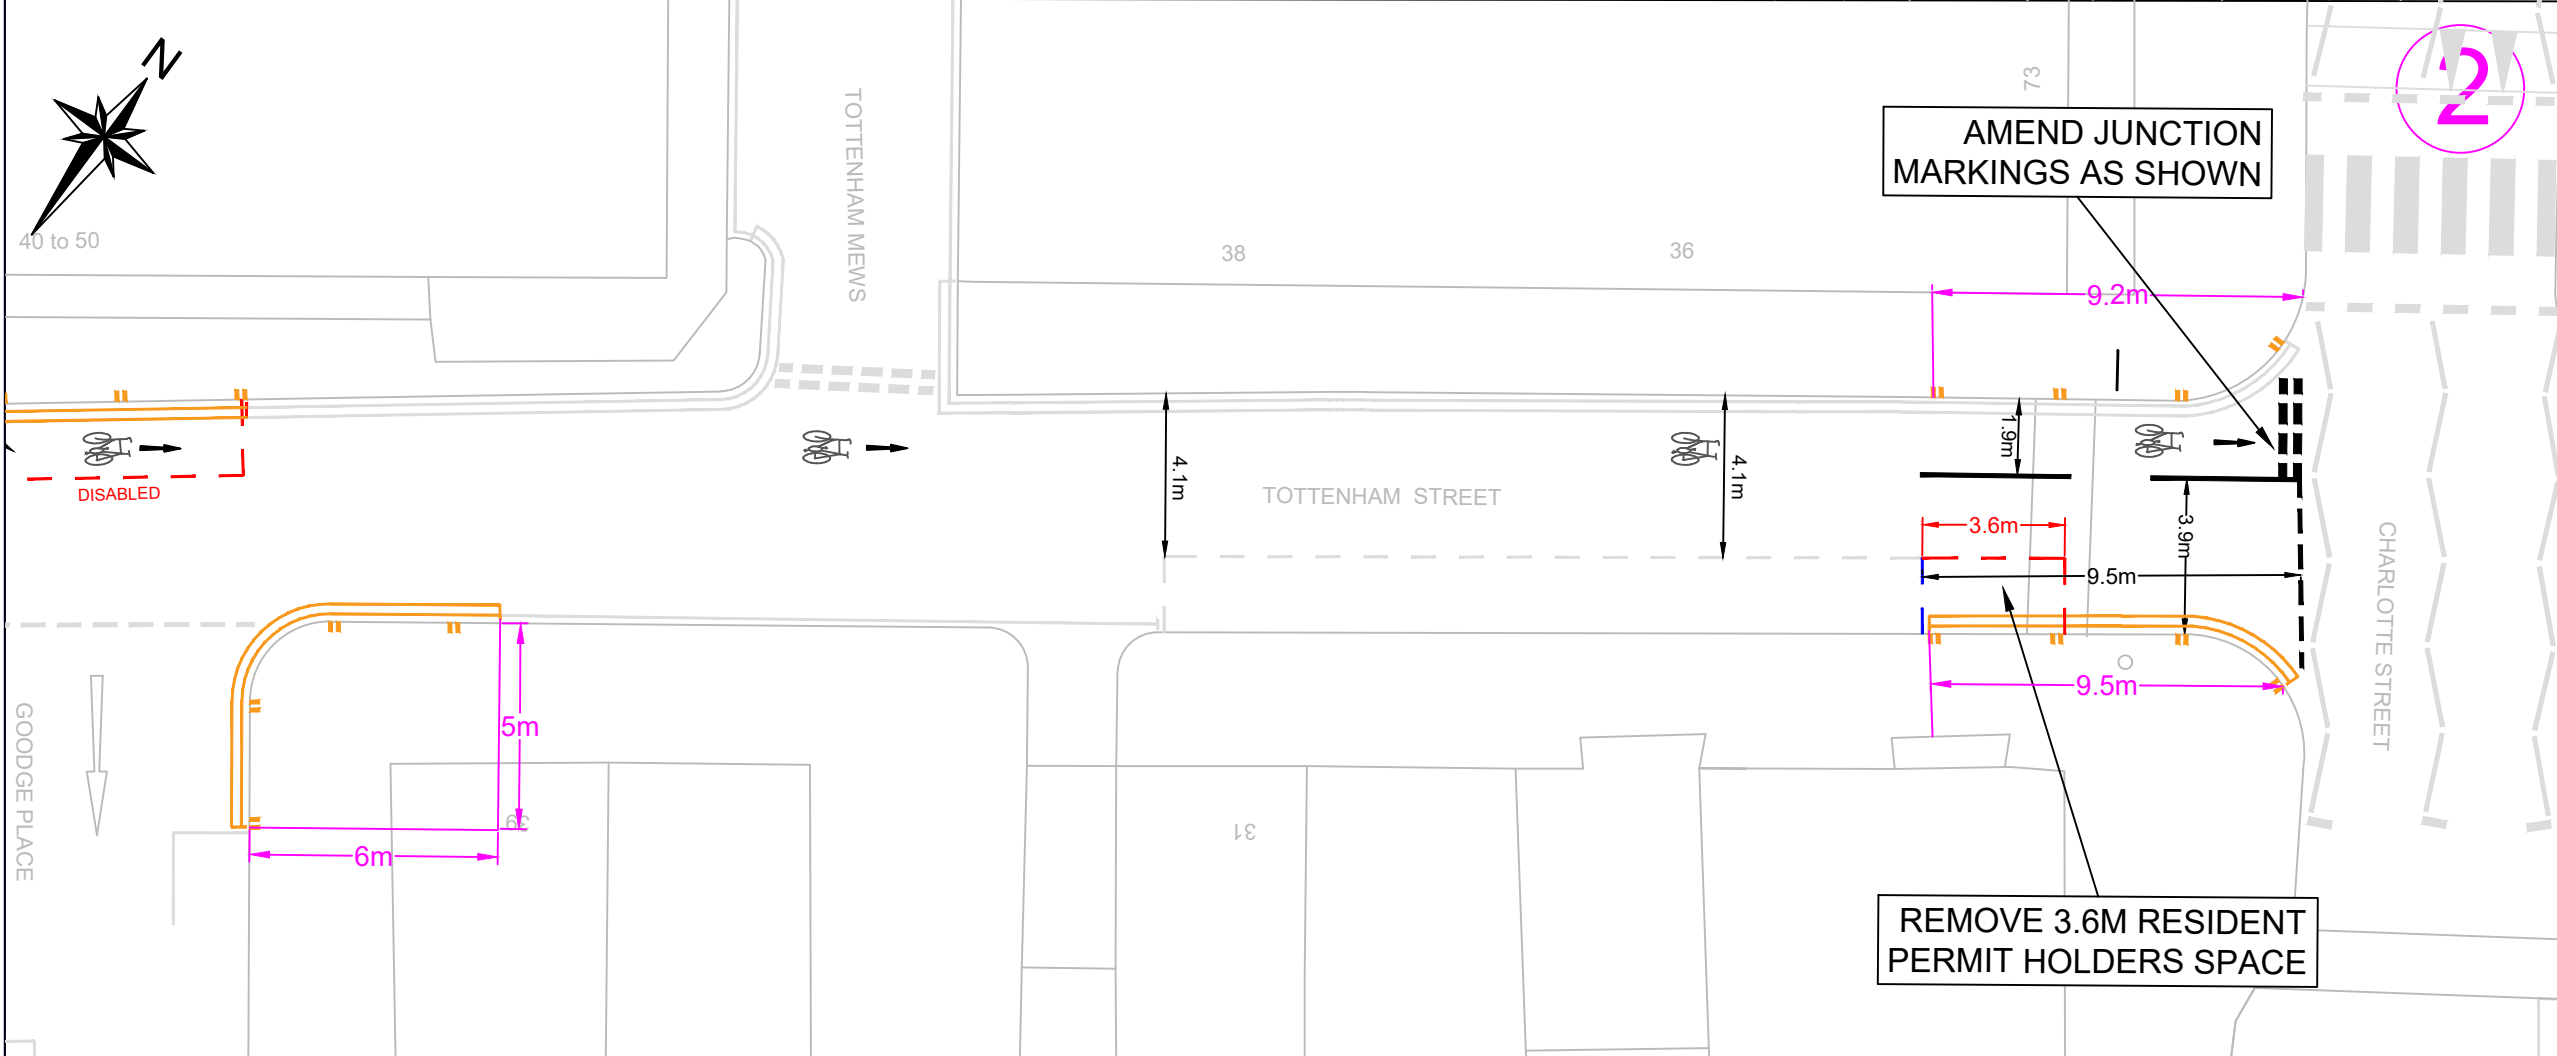 N
2
73
TOTTENHAM MEWS
AMEND JUNCTION
MARKINGS AS SHOWN
40 to 50
38
36
9.2m
1.9m
4.1m
4.1m
DISABLED
TOTTENHAM STREET
3.6m
3.9m
9.5m
CHARLOTTE STREET
9.5m
GOODGE PLACE
5m
39
31
6m
REMOVE 3.6M RESIDENT
PERMIT HOLDERS SPACE